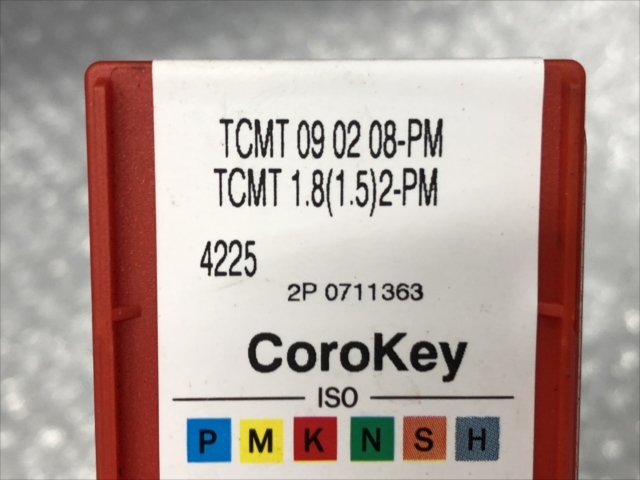 TCMT 09 02 08-PM
TCMT 1.8(1.5)2-PM
4225
2P 0711363
CoroKey
ISO
P M K N S H